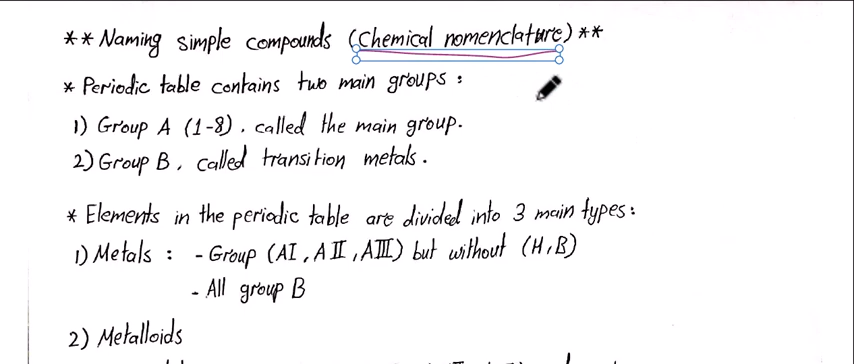 ** Naming simple compounds (Chemical nomenclature) **
* Periodic table contains two main groups :
1) Group A (1-8) . called the main group.
2) Group B . called transition metals .
* Elements in the periodic table are divided into 3 main types :
1) Metals : - Group (AI , AII , AIII) but without (H,B)
- All group B
2) Metalloids